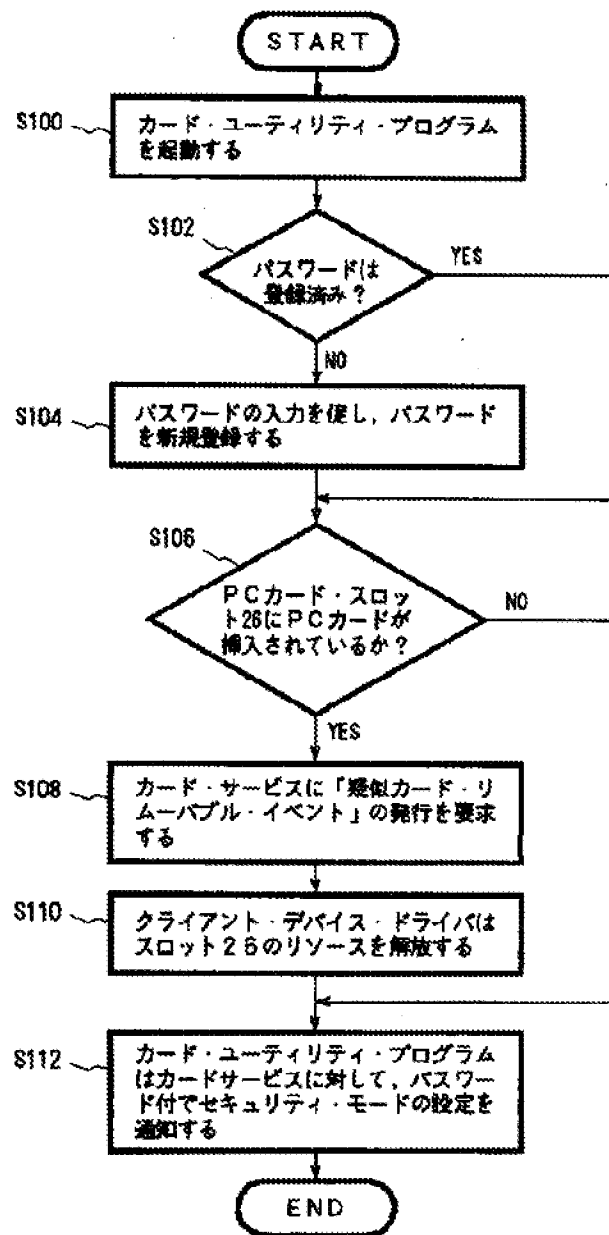 START
S100
カード・ユーティリティ・プログラム
を起動する
S102
パスワードは
登録済み?
YES
NO
S104
パスワードの入力を促し,パスワード
を新規登録する
S106
PCカード・スロッ
ト26にPCカードが
挿入されているか?
NO
YES
S108
カード・サービスに「疑似カード・リ
ムーバブル・イベント」の発行を要求
する
S110
クライアント・デバイス・ドライバは
スロット26のリソースを解放する
S112
カード・ユーティリティ・プログラム
はカードサービスに対して,パスワー
ド付でセキュリティ・モードの設定を
通知する
END